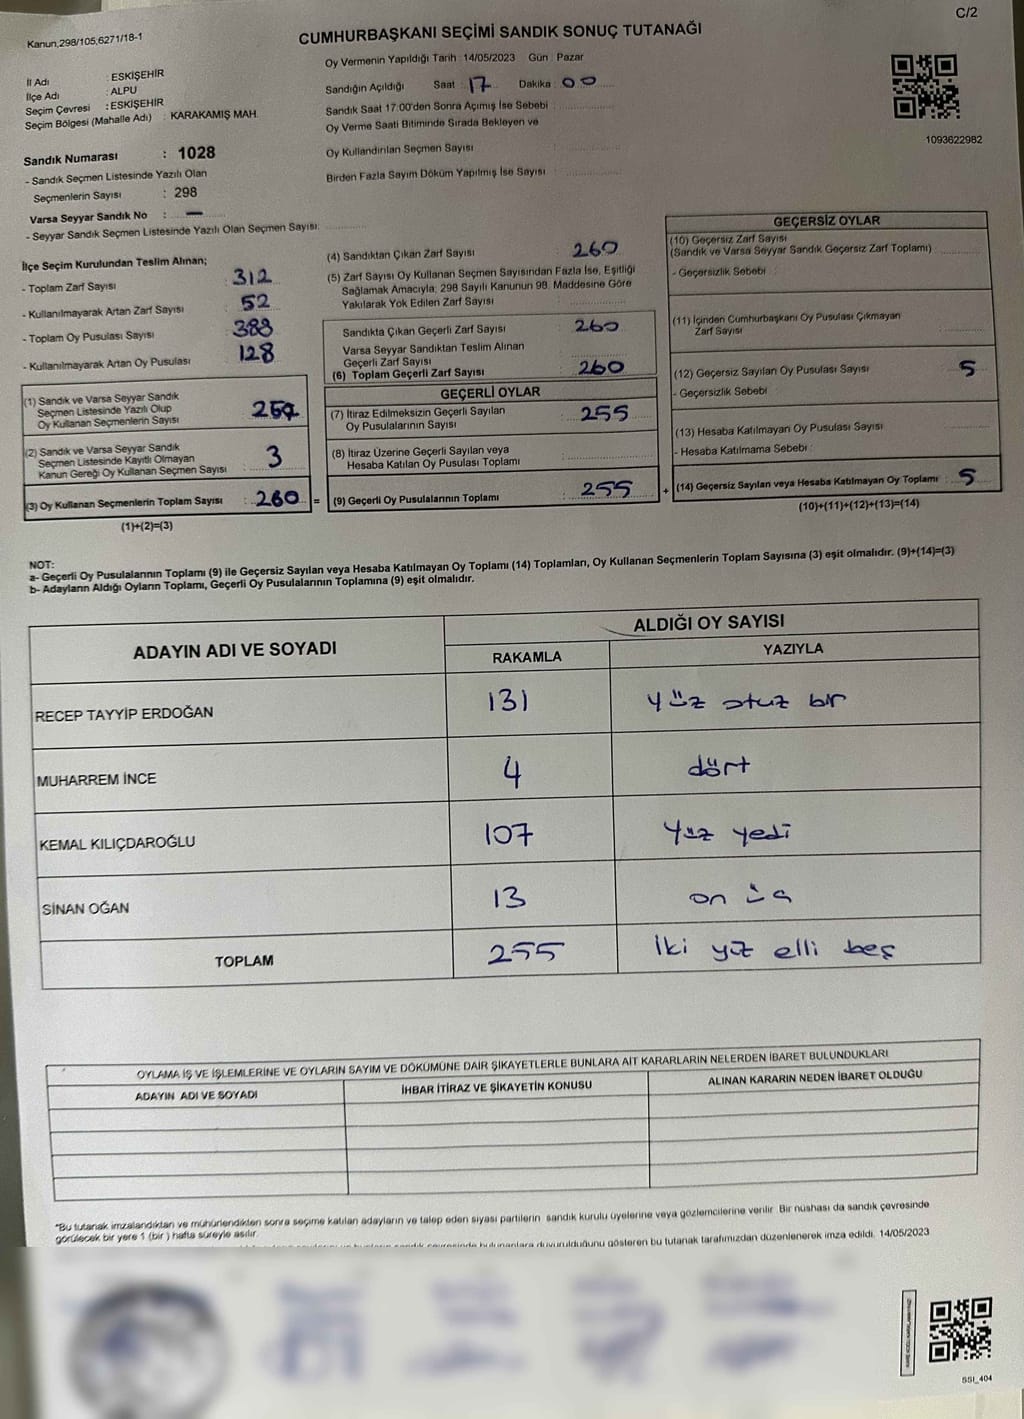 C/2
Kanun,298/105,6271/18-1
CUMHURBAŞKANI SEÇİMİ SANDIK SONUÇ TUTANAĞI
Oy Vermenin Yapıldığı Tarih : 14/05/2023 Gün : Pazar
İl Adı : ESKİŞEHİR
İlçe Adı : ALPU
Seçim Çevresi : ESKİŞEHİR
Seçim Bölgesi (Mahalle Adı) : KARAKAMIŞ MAH.
Sandığın Açıldığı Saat : 17 Dakika : 00
Sandık Saat 17:00'den Sonra Açımış İse Sebebi :
Oy Verme Saati Bitiminde Sırada Bekleyen ve
Oy Kullandırılan Seçmen Sayısı :
Birden Fazla Sayım Döküm Yapılmış İse Sayısı :
1093622982
Sandık Numarası : 1028
- Sandık Seçmen Listesinde Yazılı Olan
Seçmenlerin Sayısı : 298
Varsa Seyyar Sandık No : —
- Seyyar Sandık Seçmen Listesinde Yazılı Olan Seçmen Sayısı:
İlçe Seçim Kurulundan Teslim Alınan;
- Toplam Zarf Sayısı : 312
- Kullanılmayarak Artan Zarf Sayısı : 52
- Toplam Oy Pusulası Sayısı : 388
- Kullanılmayarak Artan Oy Pusulası : 128
(1) Sandık ve Varsa Seyyar Sandık
Seçmen Listesinde Yazılı Olup
Oy Kullanan Seçmenlerin Sayısı : 257
(2) Sandık ve Varsa Seyyar Sandık
Seçmen Listesinde Kayıtlı Olmayan
Kanun Gereği Oy Kullanan Seçmen Sayısı : 3
(3) Oy Kullanan Seçmenlerin Toplam Sayısı : 260 =
(1)+(2)=(3)
(4) Sandıktan Çıkan Zarf Sayısı : 260
(5) Zarf Sayısı Oy Kullanan Seçmen Sayısından Fazla İse, Eşitliği
Sağlamak Amacıyla; 298 Sayılı Kanunun 98. Maddesine Göre
Yakılarak Yok Edilen Zarf Sayısı :
Sandıkta Çıkan Geçerli Zarf Sayısı : 260
Varsa Seyyar Sandıktan Teslim Alınan
Geçerli Zarf Sayısı :
(6) Toplam Geçerli Zarf Sayısı : 260
GEÇERLİ OYLAR
(7) İtiraz Edilmeksizin Geçerli Sayılan
Oy Pusulalarının Sayısı : 255
(8) İtiraz Üzerine Geçerli Sayılan veya
Hesaba Katılan Oy Pusulası Toplamı :
(9) Geçerli Oy Pusulalarının Toplamı : 255 +
GEÇERSİZ OYLAR
(10) Geçersiz Zarf Sayısı
(Sandık ve Varsa Seyyar Sandık Geçersiz Zarf Toplamı) :
- Geçersizlik Sebebi :
(11) İçinden Cumhurbaşkanı Oy Pusulası Çıkmayan
Zarf Sayısı :
(12) Geçersiz Sayılan Oy Pusulası Sayısı : 5
- Geçersizlik Sebebi :
(13) Hesaba Katılmayan Oy Pusulası Sayısı :
- Hesaba Katılmama Sebebi :
(14) Geçersiz Sayılan veya Hesaba Katılmayan Oy Toplamı : 5
(10)+(11)+(12)+(13)=(14)
NOT:
a- Geçerli Oy Pusulalarının Toplamı (9) ile Geçersiz Sayılan veya Hesaba Katılmayan Oy Toplamı (14) Toplamları, Oy Kullanan Seçmenlerin Toplam Sayısına (3) eşit olmalıdır. (9)+(14)=(3)
b- Adayların Aldığı Oyların Toplamı, Geçerli Oy Pusulalarının Toplamına (9) eşit olmalıdır.
ADAYIN ADI VE SOYADI ALDIĞI OY SAYISI
RAKAMLA YAZIYLA
RECEP TAYYİP ERDOĞAN 131 yüz otuz bir
MUHARREM İNCE 4 dört
KEMAL KILIÇDAROĞLU 107 Yüz yedi
SİNAN OĞAN 13 on üç
TOPLAM 255 İki yüz elli beş
OYLAMA İŞ VE İŞLEMLERİNE VE OYLARIN SAYIM VE DÖKÜMÜNE DAİR ŞİKAYETLERLE BUNLARA AİT KARARLARIN NELERDEN İBARET BULUNDUKLARI
ADAYIN ADI VE SOYADI İHBAR İTİRAZ VE ŞİKAYETİN KONUSU ALINAN KARARIN NEDEN İBARET OLDUĞU
*Bu tutanak imzalandıktan ve mühürlendikten sonra seçime katılan adayların ve talep eden siyasi partilerin sandık kurulu üyelerine veya gözlemcilerine verilir. Bir nüshası da sandık çevresinde
görülecek bir yere 1 (bir ) hafta süreyle asılır.
sandık çevresinde bulunanlara duyurulduğunu gösteren bu tutanak tarafımızdan düzenlenerek imza edildi. 14/05/2023
SSI_404